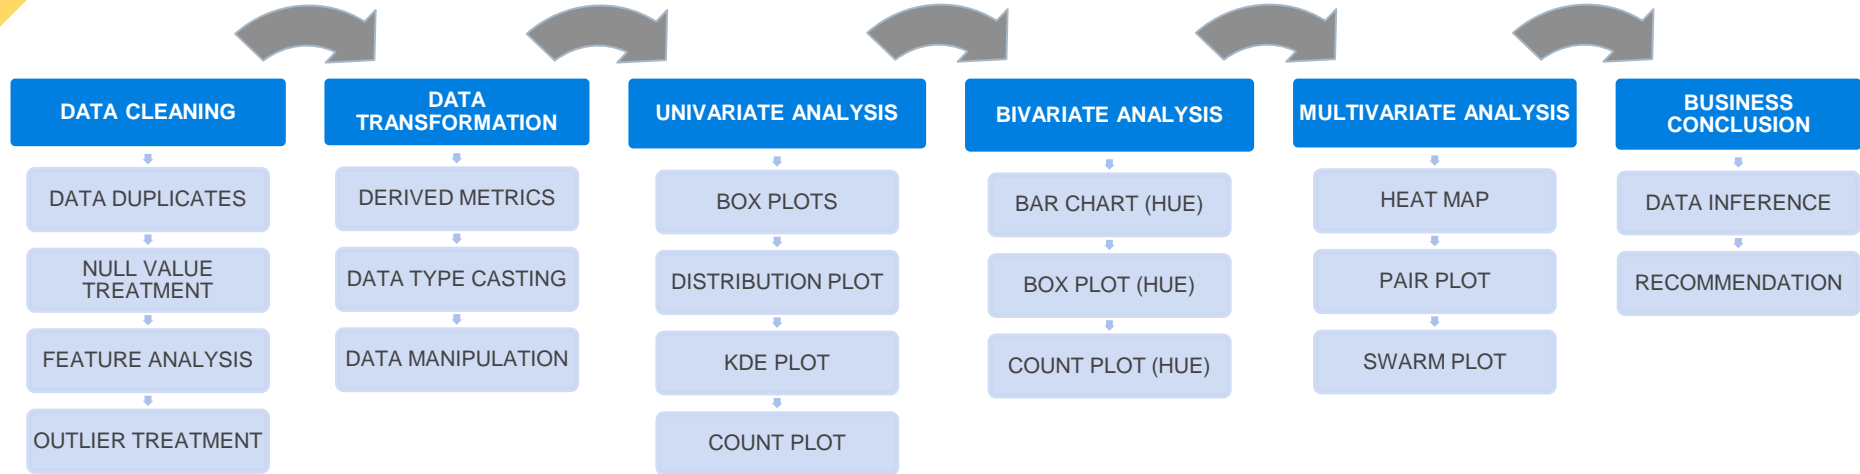 DATA CLEANING
DATA DUPLICATES
NULL VALUE
TREATMENT
FEATURE ANALYSIS
OUTLIER TREATMENT
DATA
TRANSFORMATION
DERIVED METRICS
DATA TYPE CASTING
DATA MANIPULATION
UNIVARIATE ANALYSIS
BOX PLOTS
DISTRIBUTION PLOT
KDE PLOT
COUNT PLOT
BIVARIATE ANALYSIS
BAR CHART (HUE)
BOX PLOT (HUE)
COUNT PLOT (HUE)
MULTIVARIATE ANALYSIS
HEAT MAP
PAIR PLOT
SWARM PLOT
BUSINESS
CONCLUSION
DATA INFERENCE
RECOMMENDATION